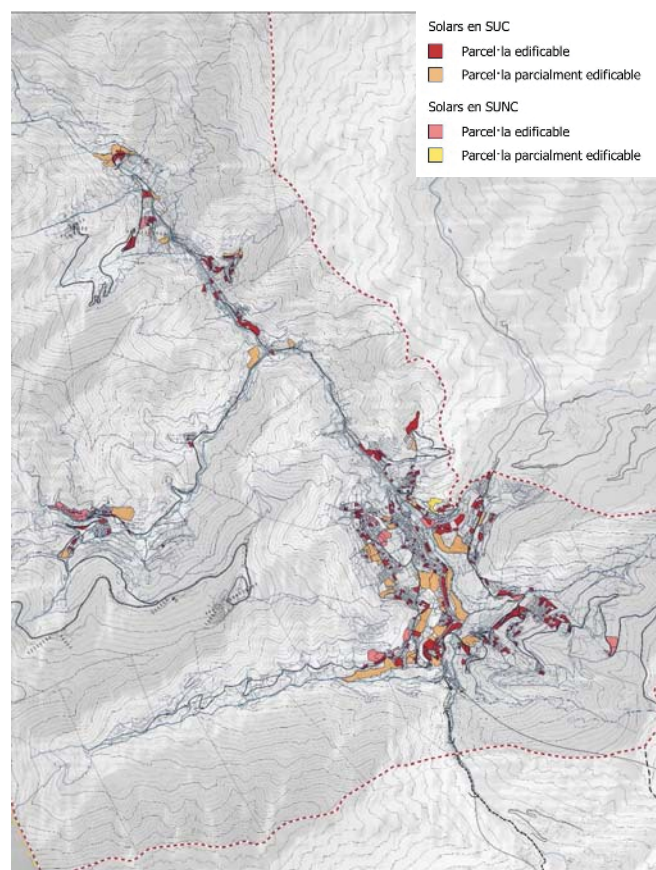 Solars en SUC
Parcel·la edificable
Parcel·la parcialment edificable
Solars en SUNC
Parcel·la edificable
Parcel·la parcialment edificable